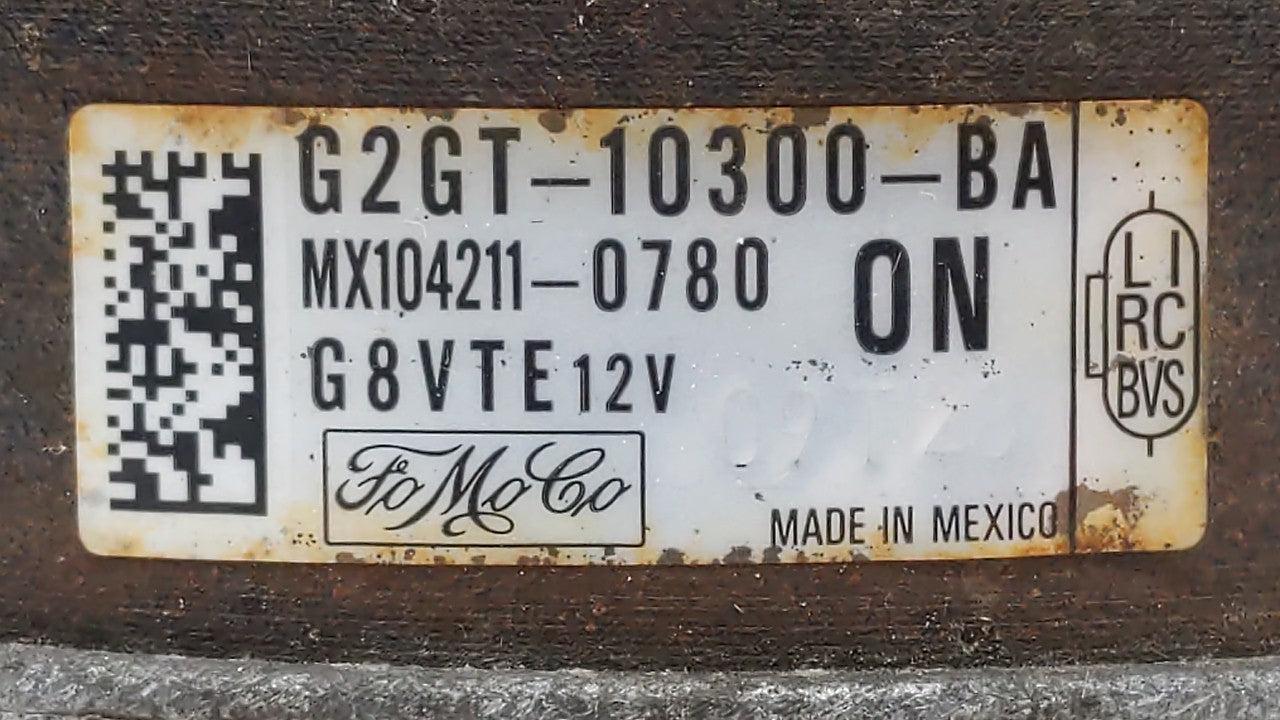 G2GT-10300-BA
MX104211-0780
ON
G8VTE 12V
FoMoCo
MADE IN MEXICO
LI
RC
BVS